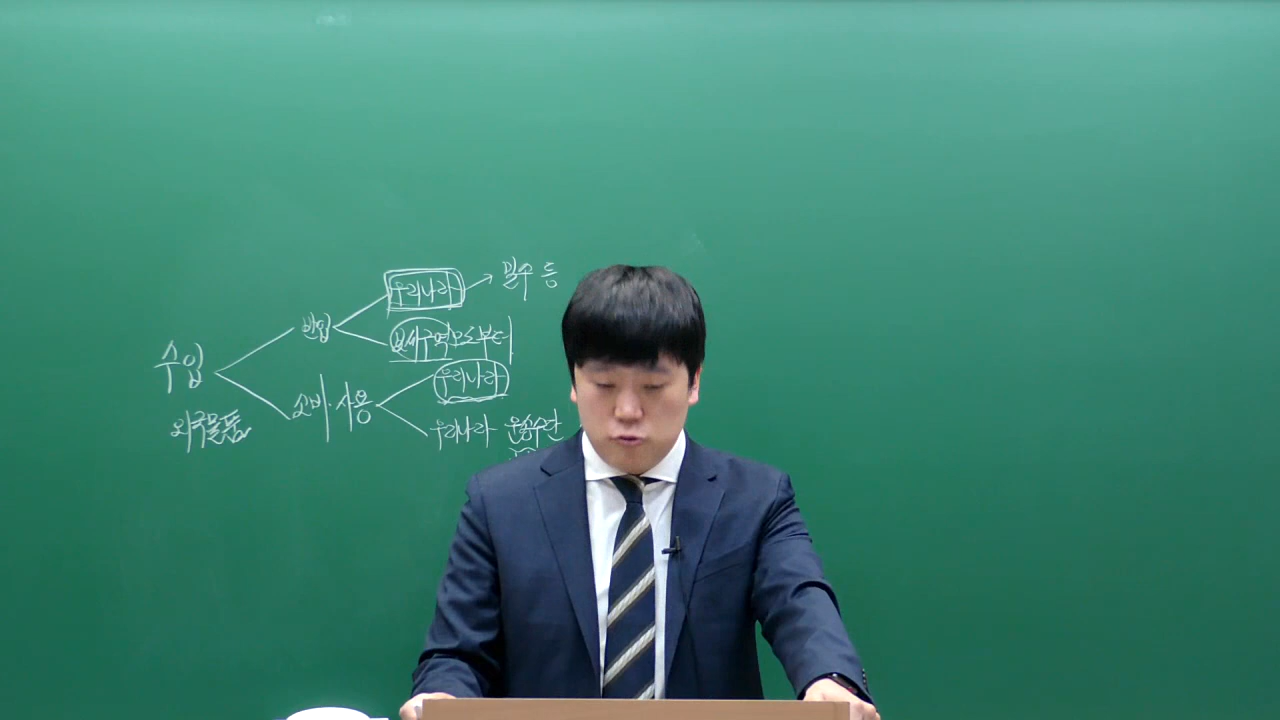 우리나라 → 밀수 등
반입
보세구역으로부터
수입
우리나라
소비·사용
외국물품
우리나라 운송수단